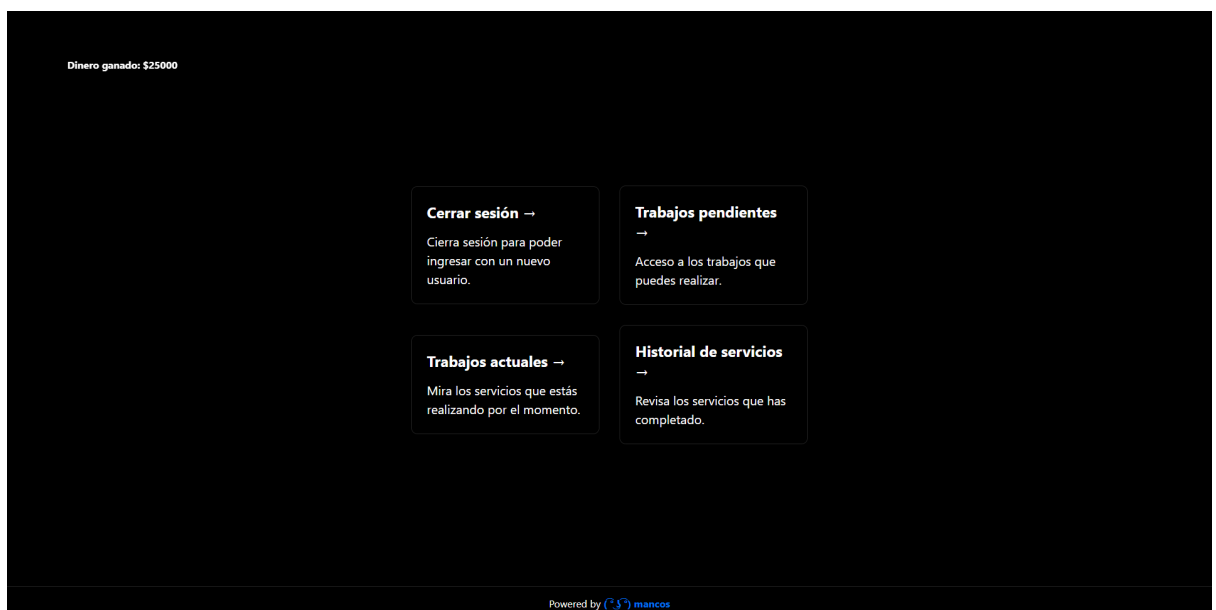 Dinero ganado: $25000
Cerrar sesión →
Cierra sesión para poder
ingresar con un nuevo
usuario.
Trabajos pendientes
→
Acceso a los trabajos que
puedes realizar.
Trabajos actuales →
Mira los servicios que estás
realizando por el momento.
Historial de servicios
→
Revisa los servicios que has
completado.
Powered by ( ͡° ͜ʖ ͡°) mancos